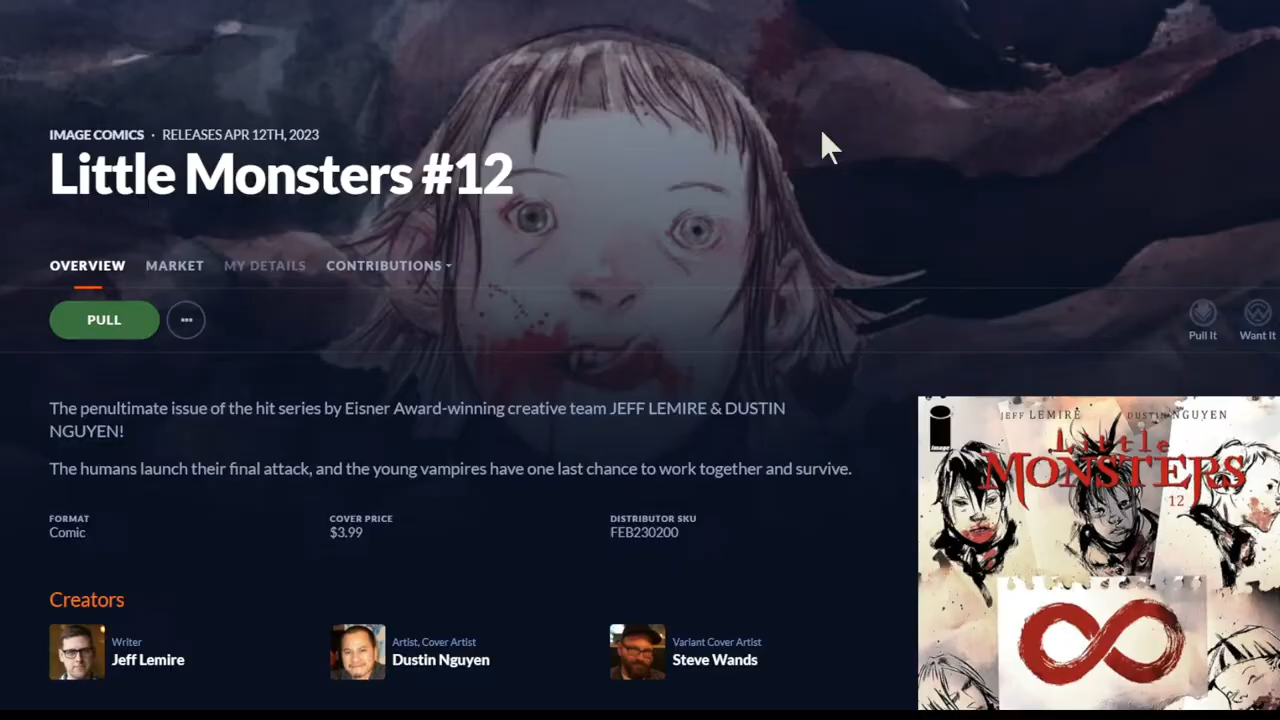 IMAGE COMICS · RELEASES APR 12TH, 2023
Little Monsters #12
OVERVIEW MARKET MY DETAILS CONTRIBUTIONS
PULL
Pull It Want It
The penultimate issue of the hit series by Eisner Award-winning creative team JEFF LEMIRE & DUSTIN
NGUYEN!
The humans launch their final attack, and the young vampires have one last chance to work together and survive.
FORMAT COVER PRICE DISTRIBUTOR SKU
Comic $3.99 FEB230200
Creators
Writer Artist, Cover Artist Variant Cover Artist
Jeff Lemire Dustin Nguyen Steve Wands
JEFF LEMIRE DUSTIN NGUYEN
image
Little
MONSTERS
12